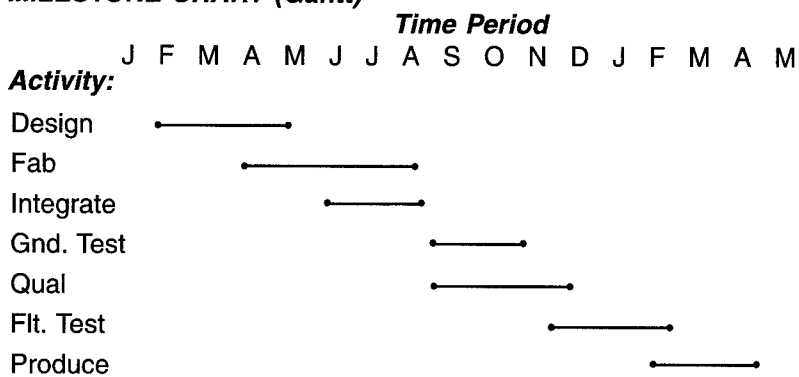 MILESTONE CHART (Gantt)
Time Period
J F M A M J J A S O N D J F M A M
Activity:
Design
Fab
Integrate
Gnd. Test
Qual
Flt. Test
Produce